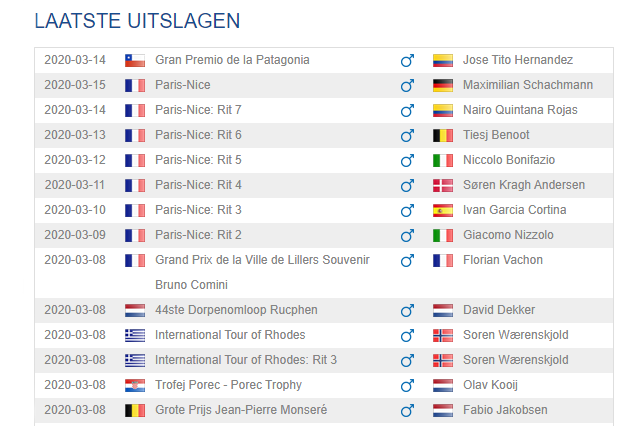 LAATSTE UITSLAGEN
2020-03-14 Gran Premio de la Patagonia Jose Tito Hernandez
2020-03-15 Paris-Nice Maximilian Schachmann
2020-03-14 Paris-Nice: Rit 7 Nairo Quintana Rojas
2020-03-13 Paris-Nice: Rit 6 Tiesj Benoot
2020-03-12 Paris-Nice: Rit 5 Niccolo Bonifazio
2020-03-11 Paris-Nice: Rit 4 Søren Kragh Andersen
2020-03-10 Paris-Nice: Rit 3 Ivan Garcia Cortina
2020-03-09 Paris-Nice: Rit 2 Giacomo Nizzolo
2020-03-08 Grand Prix de la Ville de Lillers Souvenir Florian Vachon
Bruno Comini
2020-03-08 44ste Dorpenomloop Rucphen David Dekker
2020-03-08 International Tour of Rhodes Soren Wærenskjold
2020-03-08 International Tour of Rhodes: Rit 3 Soren Wærenskjold
2020-03-08 Trofej Porec - Porec Trophy Olav Kooij
2020-03-08 Grote Prijs Jean-Pierre Monseré Fabio Jakobsen